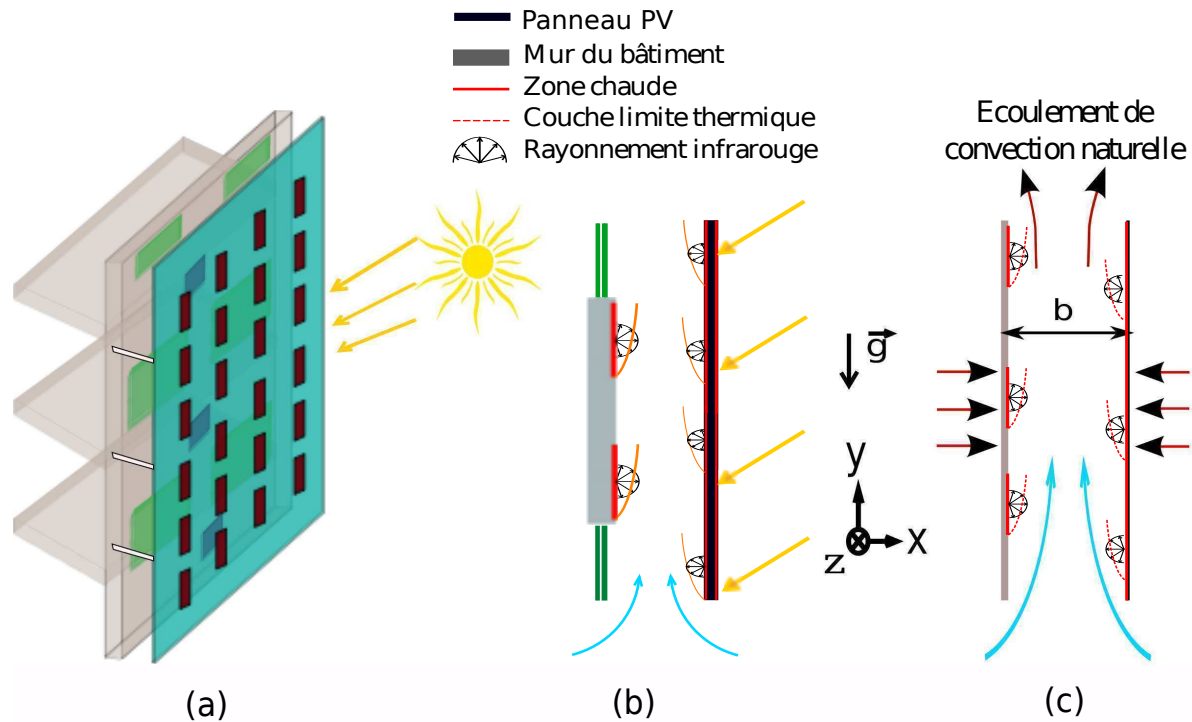 Panneau PV
Mur du bâtiment
Zone chaude
Couche limite thermique
Rayonnement infrarouge
Ecoulement de
convection naturelle
b
g
y
x
z
(a)
(b)
(c)